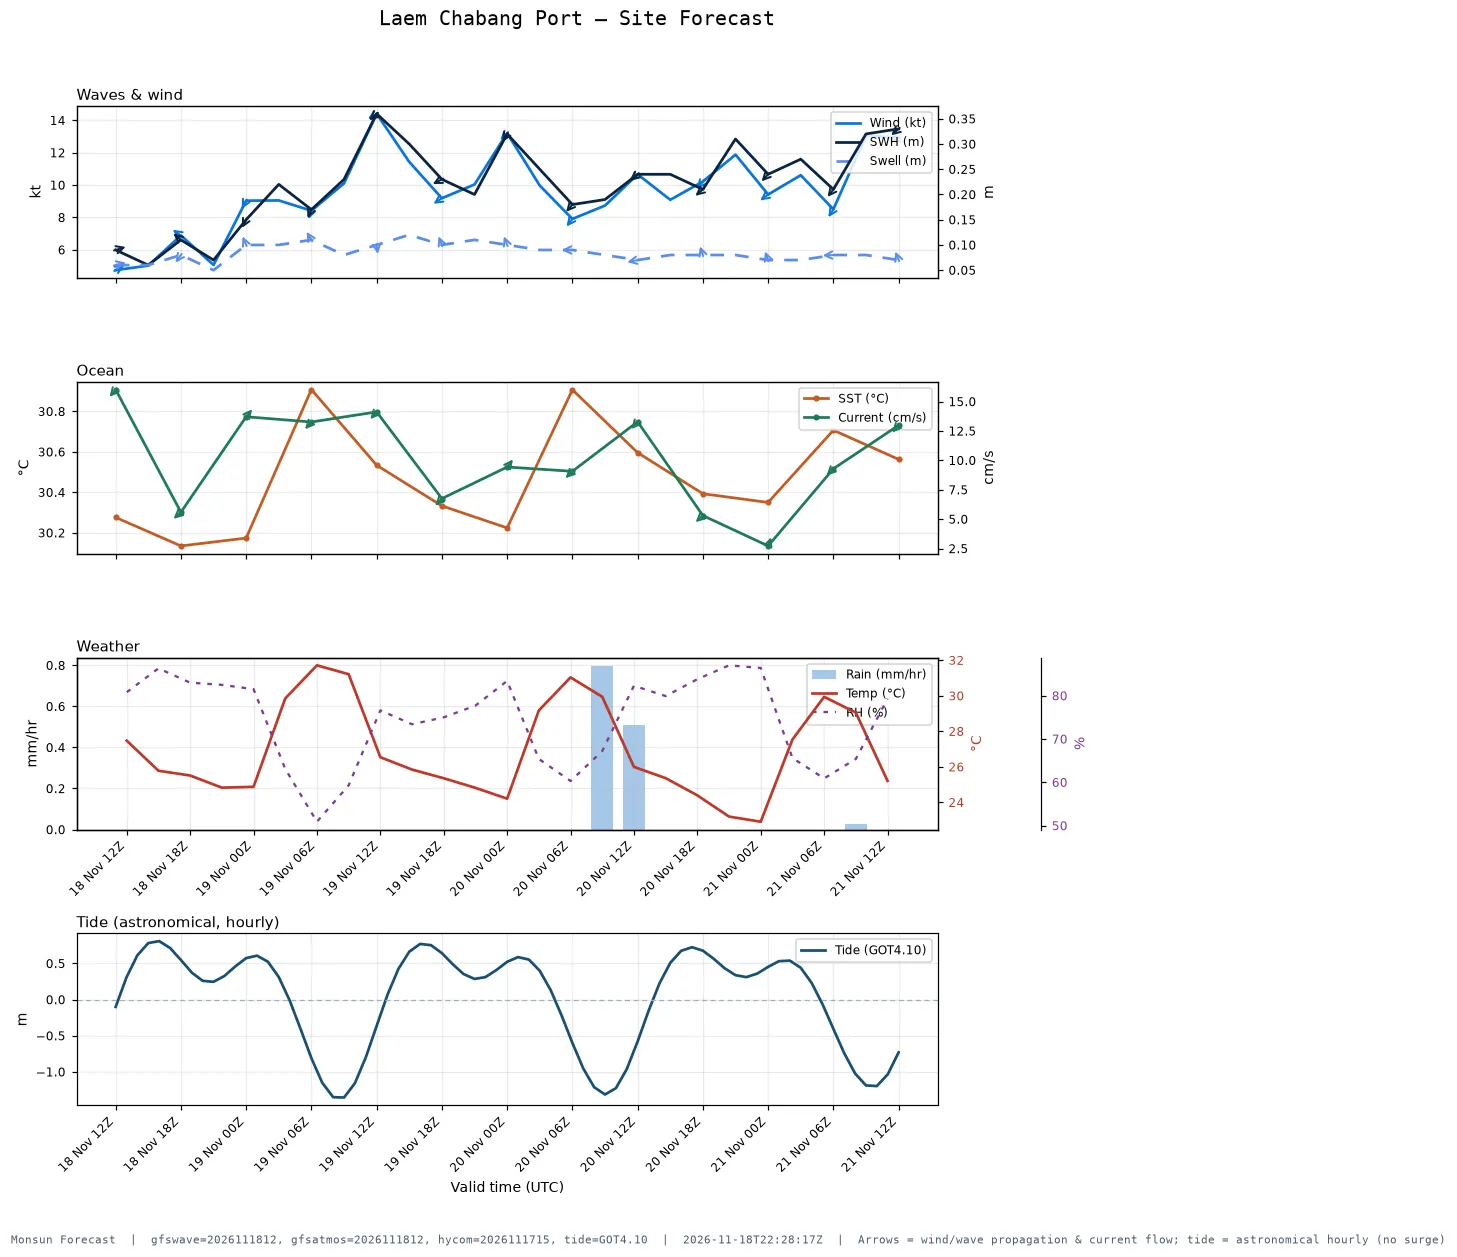 Laem Chabang Port — Site Forecast
Waves & wind
14
12
10
8
6
kt
0.35
0.30
0.25
0.20
0.15
0.10
0.05
m
Wind (kt)
SWH (m)
Swell (m)
Ocean
30.8
30.6
30.4
30.2
°C
15.0
12.5
10.0
7.5
5.0
2.5
cm/s
SST (°C)
Current (cm/s)
Weather
0.8
0.6
0.4
0.2
0.0
mm/hr
32
30
28
26
24
°C
80
70
60
50
%
Rain (mm/hr)
Temp (°C)
RH (%)
18 Nov 12Z
18 Nov 18Z
19 Nov 00Z
19 Nov 06Z
19 Nov 12Z
19 Nov 18Z
20 Nov 00Z
20 Nov 06Z
20 Nov 12Z
20 Nov 18Z
21 Nov 00Z
21 Nov 06Z
21 Nov 12Z
Tide (astronomical, hourly)
0.5
0.0
−0.5
−1.0
m
Tide (GOT4.10)
18 Nov 12Z
18 Nov 18Z
19 Nov 00Z
19 Nov 06Z
19 Nov 12Z
19 Nov 18Z
20 Nov 00Z
20 Nov 06Z
20 Nov 12Z
20 Nov 18Z
21 Nov 00Z
21 Nov 06Z
21 Nov 12Z
Valid time (UTC)
Monsun Forecast | gfswave=2026111812, gfsatmos=2026111812, hycom=2026111715, tide=GOT4.10 | 2026-11-18T22:28:17Z | Arrows = wind/wave propagation & current flow; tide = astronomical hourly (no surge)